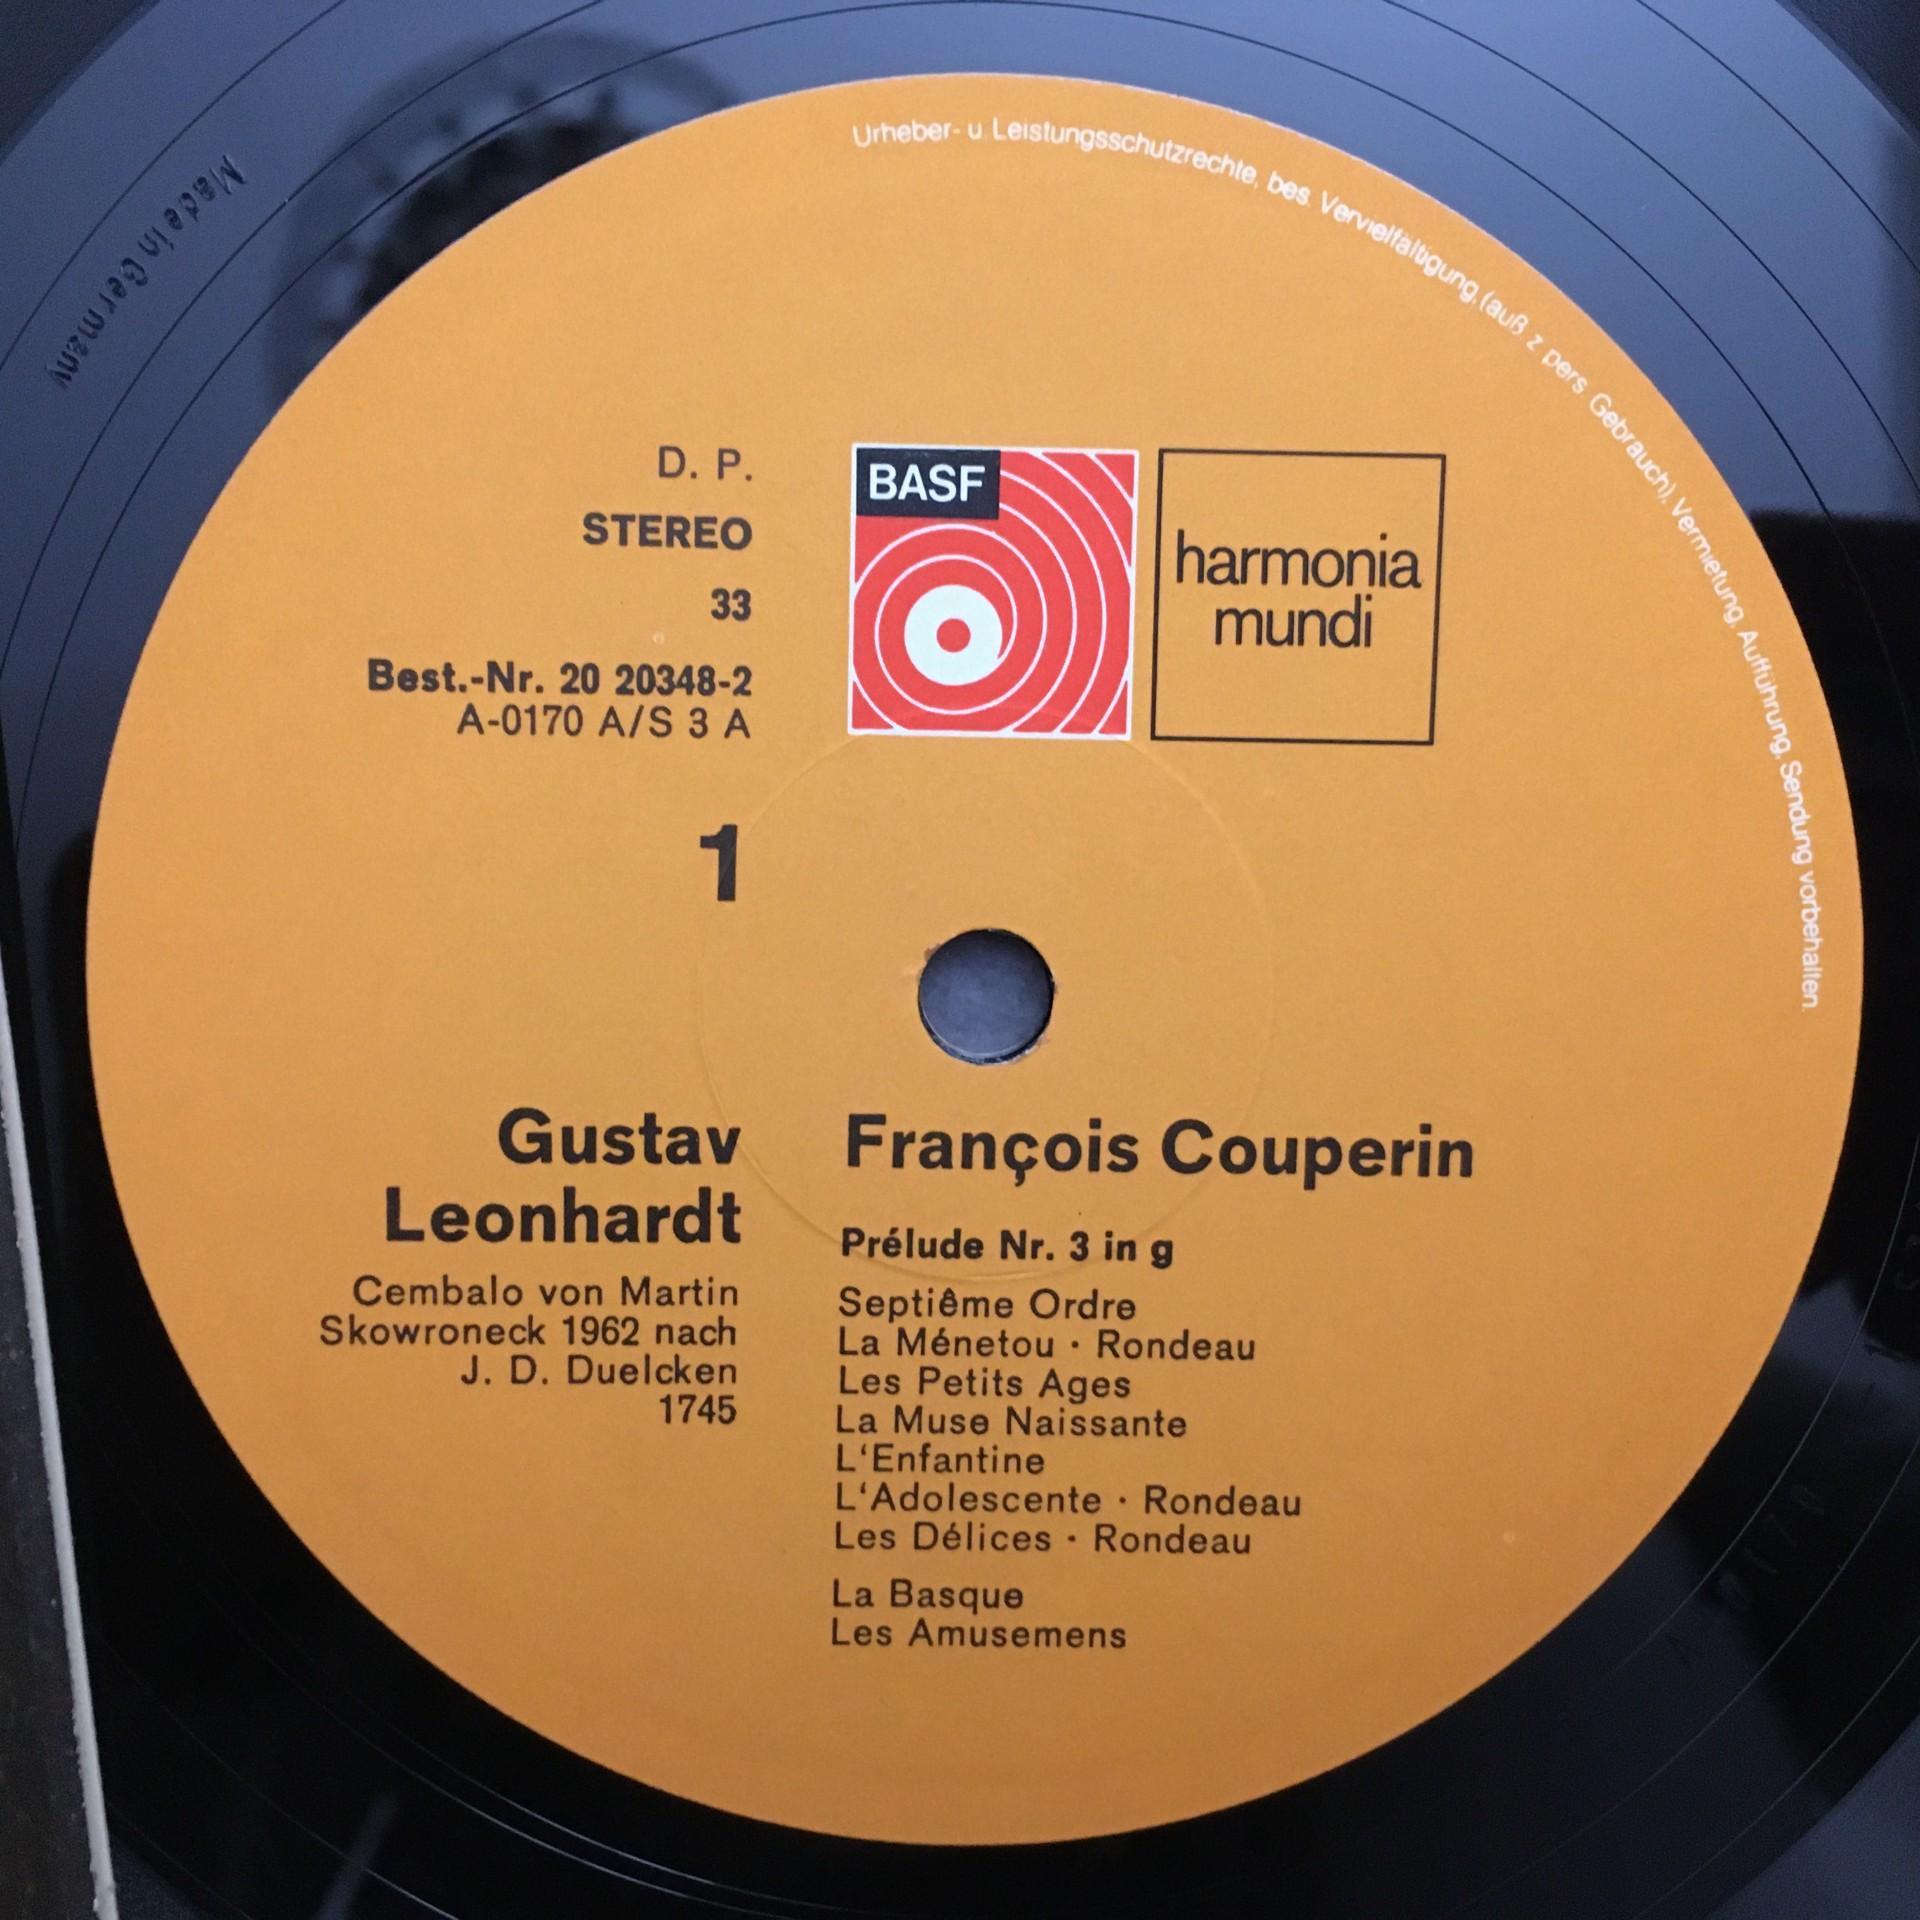 Urheber- u. Leistungsschutzrechte, bes. Vervielfältigung, (auß. z. pers. Gebrauch), Vermietung, Aufführung, Sendung vorbehalten.
Made in Germany
D. P.
STEREO
33
Best.-Nr. 20 20348-2
A-0170 A/S 3 A
BASF
harmonia
mundi
1
Gustav
Leonhardt
Cembalo von Martin
Skowroneck 1962 nach
J. D. Duelcken
1745
François Couperin
Prélude Nr. 3 in g
Septiême Ordre
La Ménetou · Rondeau
Les Petits Ages
La Muse Naissante
L‘Enfantine
L‘Adolescente · Rondeau
Les Délices · Rondeau
La Basque
Les Amusemens